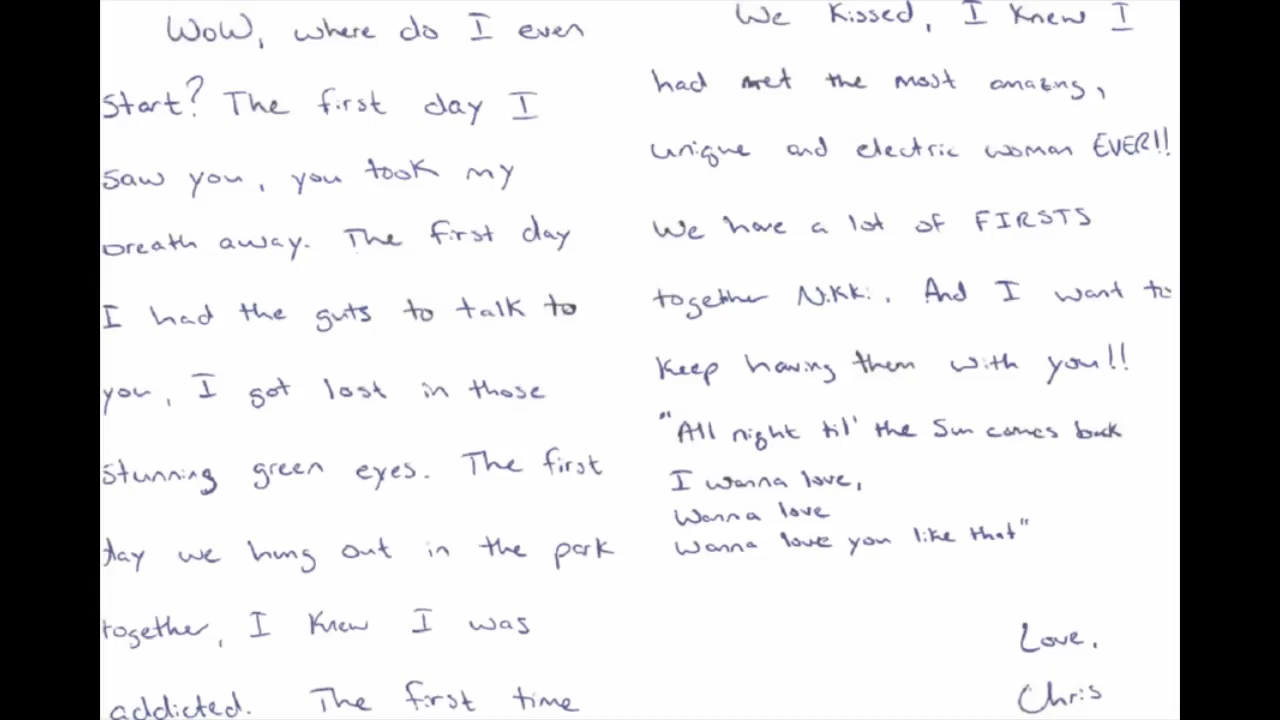 WOW, where do I even
Start? The first day I
saw you, you took my
breath away. The first day
I had the guts to talk to
you, I got lost in those
stunning green eyes. The first
day we hung out in the park
together, I knew I was
addicted. The first time
We kissed, I knew I
had met the most amazing,
unique and electric woman EVER!!
We have a lot of FIRSTS
together Nikki. And I want to
keep having them with you!!
"All night til' the Sun comes back
I wanna love,
Wanna love
Wanna love you like that"
Love,
Chris